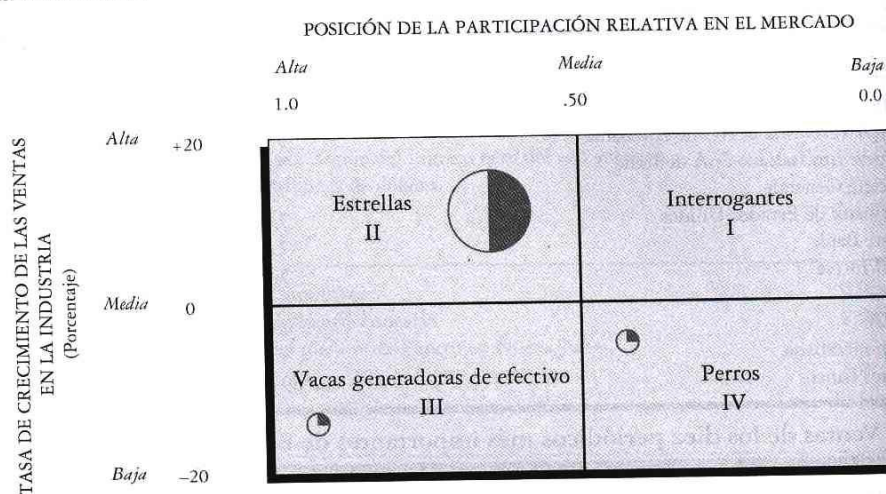 POSICIÓN DE LA PARTICIPACIÓN RELATIVA EN EL MERCADO
Alta
Media
Baja
1.0
.50
0.0
TASA DE CRECIMIENTO DE LAS VENTAS
EN LA INDUSTRIA
(Porcentaje)
Alta +20
Estrellas
II
Interrogantes
I
Media 0
Vacas generadoras de efectivo
III
Perros
IV
Baja −20